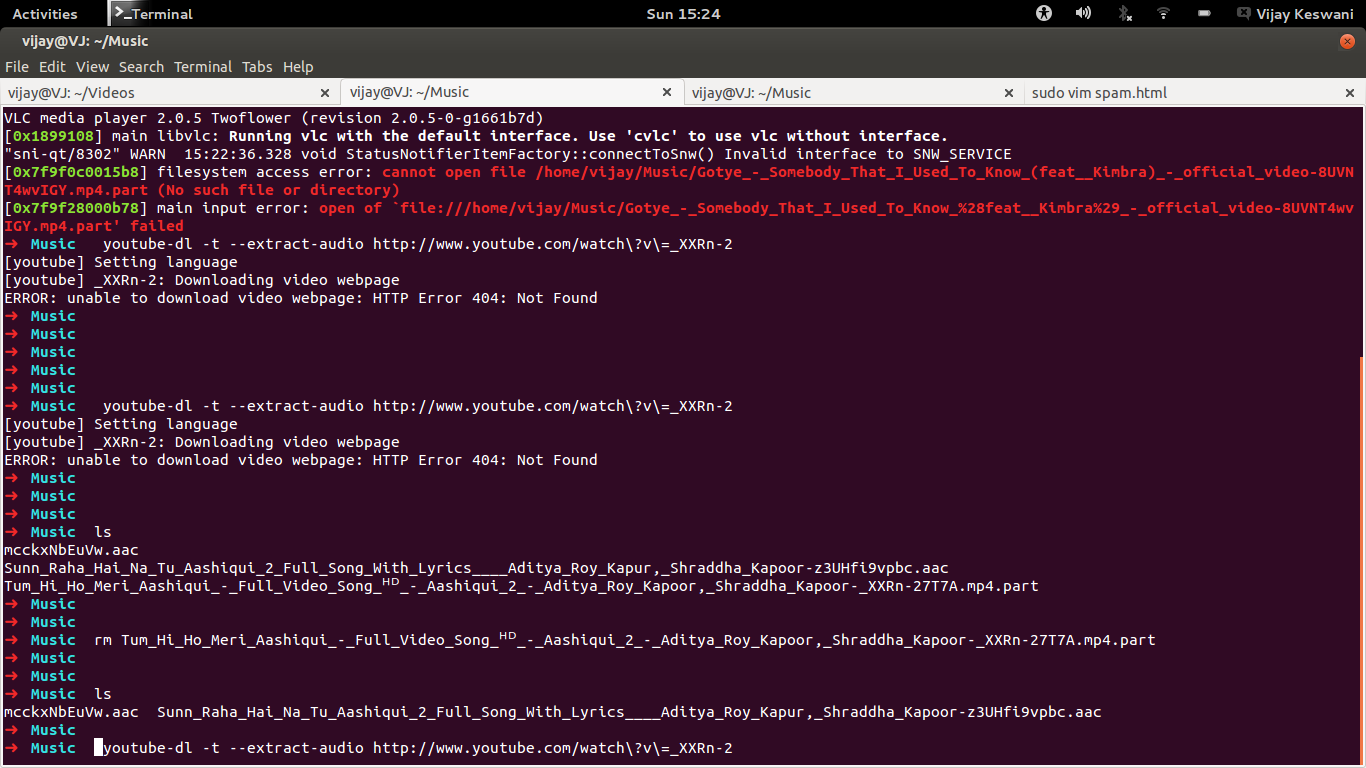 Activities
Terminal
Sun 15:24
Vijay Keswani
vijay@VJ: ~/Music
File Edit View Search Terminal Tabs Help
vijay@VJ: ~/Videos
vijay@VJ: ~/Music
vijay@VJ: ~/Music
sudo vim spam.html
VLC media player 2.0.5 Twoflower (revision 2.0.5-0-g1661b7d)
[0x1899108] main libvlc: Running vlc with the default interface. Use 'cvlc' to use vlc without interface.
"sni-qt/8302" WARN  15:22:36.328 void StatusNotifierItemFactory::connectToSnw() Invalid interface to SNW_SERVICE
[0x7f9f0c0015b8] filesystem access error: cannot open file /home/vijay/Music/Gotye_-_Somebody_That_I_Used_To_Know_(feat__Kimbra)_-_official_video-8UVN
T4wvIGY.mp4.part (No such file or directory)
[0x7f9f28000b78] main input error: open of `file:///home/vijay/Music/Gotye_-_Somebody_That_I_Used_To_Know_%28feat__Kimbra%29_-_official_video-8UVNT4wv
IGY.mp4.part' failed
➜  Music   youtube-dl -t --extract-audio http://www.youtube.com/watch\?v\=_XXRn-2
[youtube] Setting language
[youtube] _XXRn-2: Downloading video webpage
ERROR: unable to download video webpage: HTTP Error 404: Not Found
➜  Music
➜  Music
➜  Music
➜  Music
➜  Music
➜  Music   youtube-dl -t --extract-audio http://www.youtube.com/watch\?v\=_XXRn-2
[youtube] Setting language
[youtube] _XXRn-2: Downloading video webpage
ERROR: unable to download video webpage: HTTP Error 404: Not Found
➜  Music
➜  Music
➜  Music
➜  Music  ls
mcckxNbEuVw.aac
Sunn_Raha_Hai_Na_Tu_Aashiqui_2_Full_Song_With_Lyrics____Aditya_Roy_Kapur,_Shraddha_Kapoor-z3UHfi9vpbc.aac
Tum_Hi_Ho_Meri_Aashiqui_-_Full_Video_Song_ᴴᴰ_-_Aashiqui_2_-_Aditya_Roy_Kapoor,_Shraddha_Kapoor-_XXRn-27T7A.mp4.part
➜  Music
➜  Music
➜  Music  rm Tum_Hi_Ho_Meri_Aashiqui_-_Full_Video_Song_ᴴᴰ_-_Aashiqui_2_-_Aditya_Roy_Kapoor,_Shraddha_Kapoor-_XXRn-27T7A.mp4.part
➜  Music
➜  Music
➜  Music  ls
mcckxNbEuVw.aac  Sunn_Raha_Hai_Na_Tu_Aashiqui_2_Full_Song_With_Lyrics____Aditya_Roy_Kapur,_Shraddha_Kapoor-z3UHfi9vpbc.aac
➜  Music
➜  Music   youtube-dl -t --extract-audio http://www.youtube.com/watch\?v\=_XXRn-2